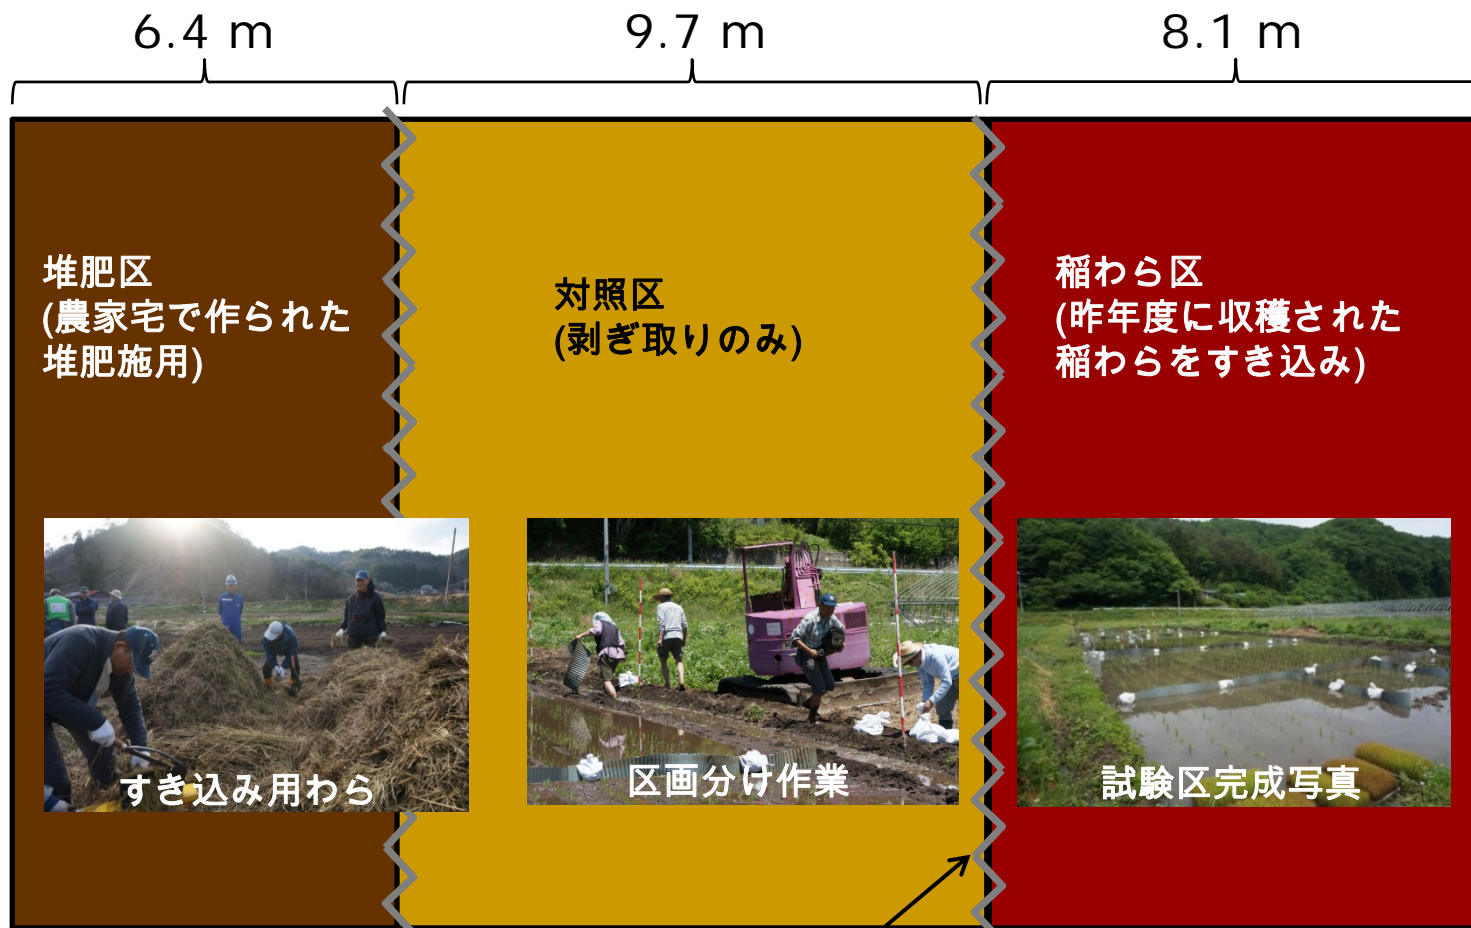 6.4 m
9.7 m
8.1 m
堆肥区
(農家宅で作られた
堆肥施用)
対照区
(剥ぎ取りのみ)
稲わら区
(昨年度に収穫された
稲わらをすき込み)
すき込み用わら
区画分け作業
試験区完成写真